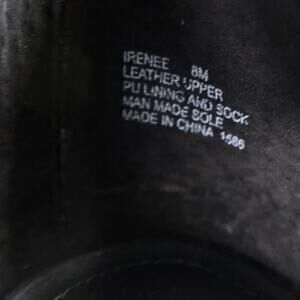 IRENEE 8M
LEATHER UPPER
PU LINING AND SOCK
MAN MADE SOLE
MADE IN CHINA 1586